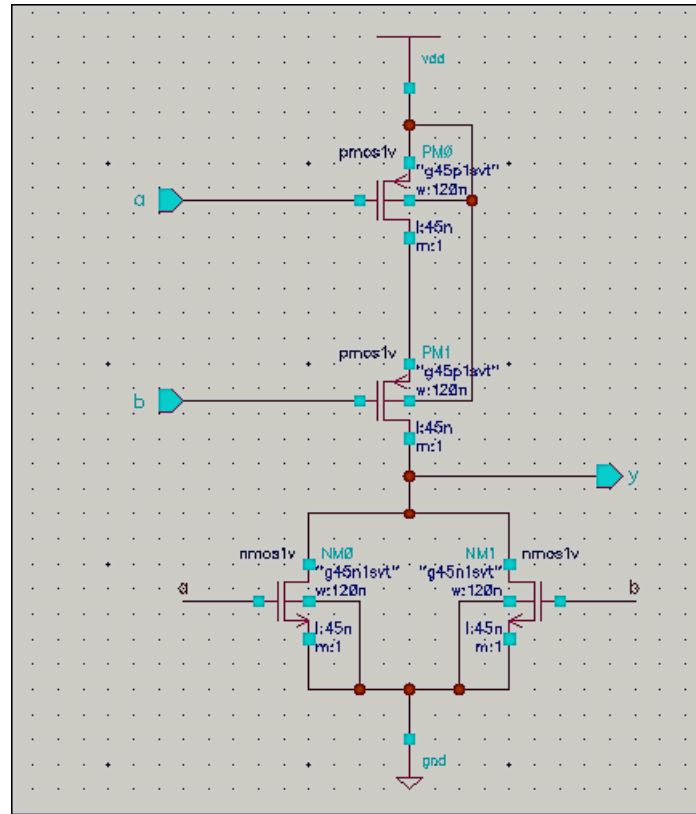 vdd
pmos1v PM0
"g45p1svt"
w:120n
a
l:45n
m:1
pmos1v PM1
"g45p1svt"
w:120n
b
l:45n
m:1
y
nmos1v NM0
"g45n1svt"
w:120n
a
l:45n
m:1
NM1 nmos1v
"g45n1svt"
w:120n
b
l:45n
m:1
gnd